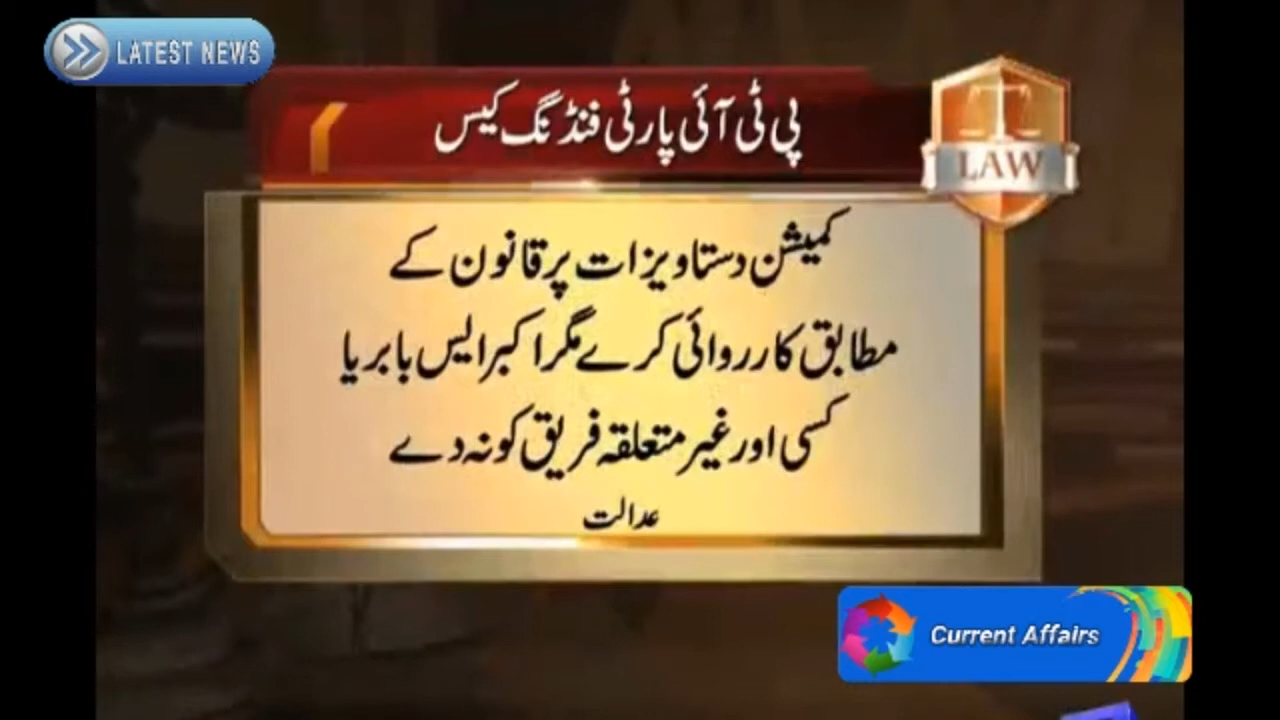 LATEST NEWS
پی ٹی آئی پارٹی فنڈنگ کیس
LAW
کمیشن دستاویزات پر قانون کے
مطابق کارروائی کرے مگر اکبر ایس بابر یا
کسی اور غیر متعلقہ فریق کو نہ دے
عدالت
Current Affairs